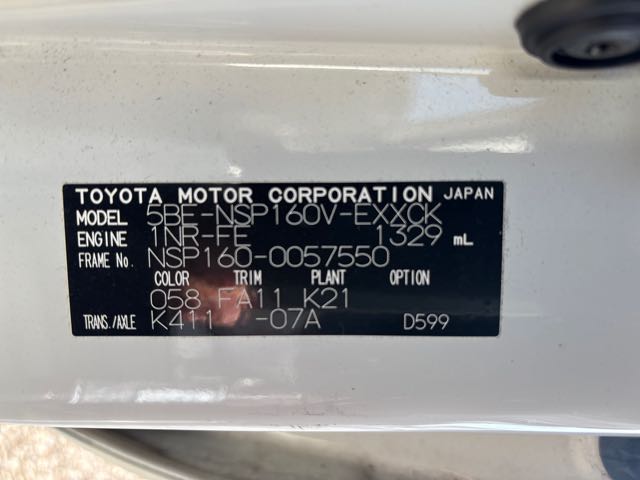 TOYOTA MOTOR CORPORATION JAPAN
MODEL 5BE-NSP160V-EXXCK
ENGINE 1NR-FE 1329 mL
FRAME No. NSP160-0057550
COLOR TRIM PLANT OPTION
058 FA11 K21
TRANS./AXLE K411 -07A D599